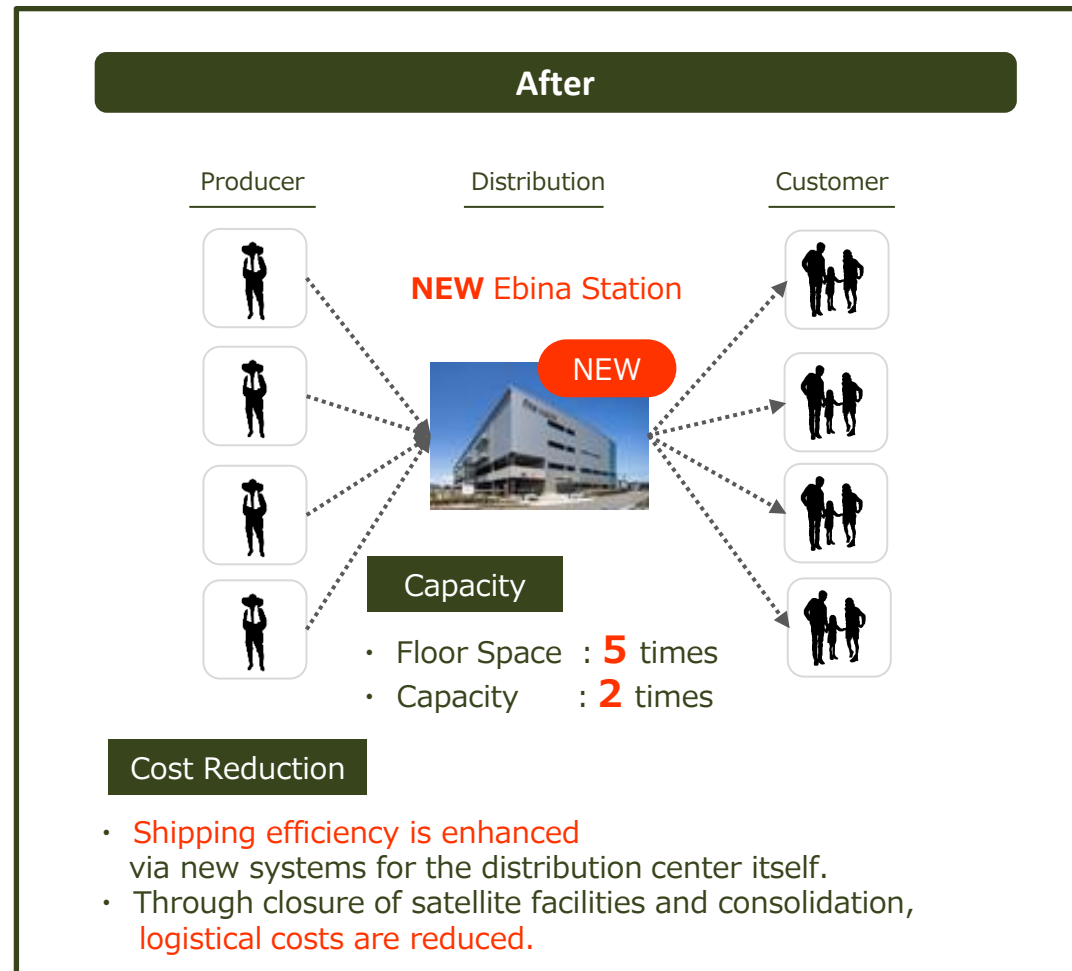 After
Producer Distribution Customer
NEW Ebina Station
NEW
Capacity
・ Floor Space : 5 times
・ Capacity : 2 times
Cost Reduction
・ Shipping efficiency is enhanced
via new systems for the distribution center itself.
・ Through closure of satellite facilities and consolidation,
logistical costs are reduced.